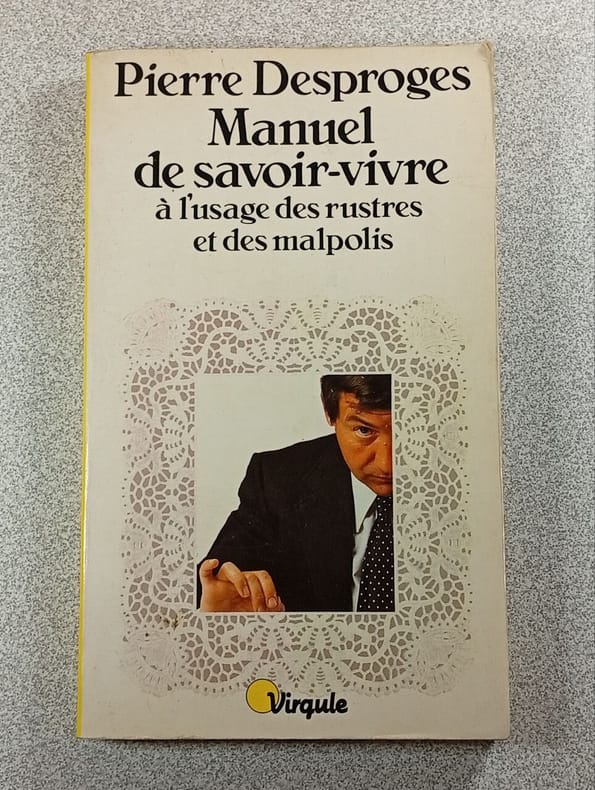 Pierre Desproges
Manuel
de savoir-vivre
à l'usage des rustres
et des malpolis
Virgule